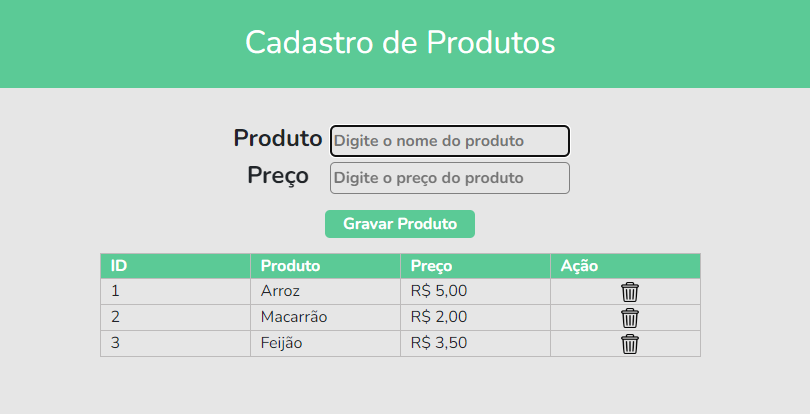 Cadastro de Produtos
Produto Digite o nome do produto
Preço Digite o preço do produto
Gravar Produto
ID Produto Preço Ação
1 Arroz R$ 5,00
2 Macarrão R$ 2,00
3 Feijão R$ 3,50